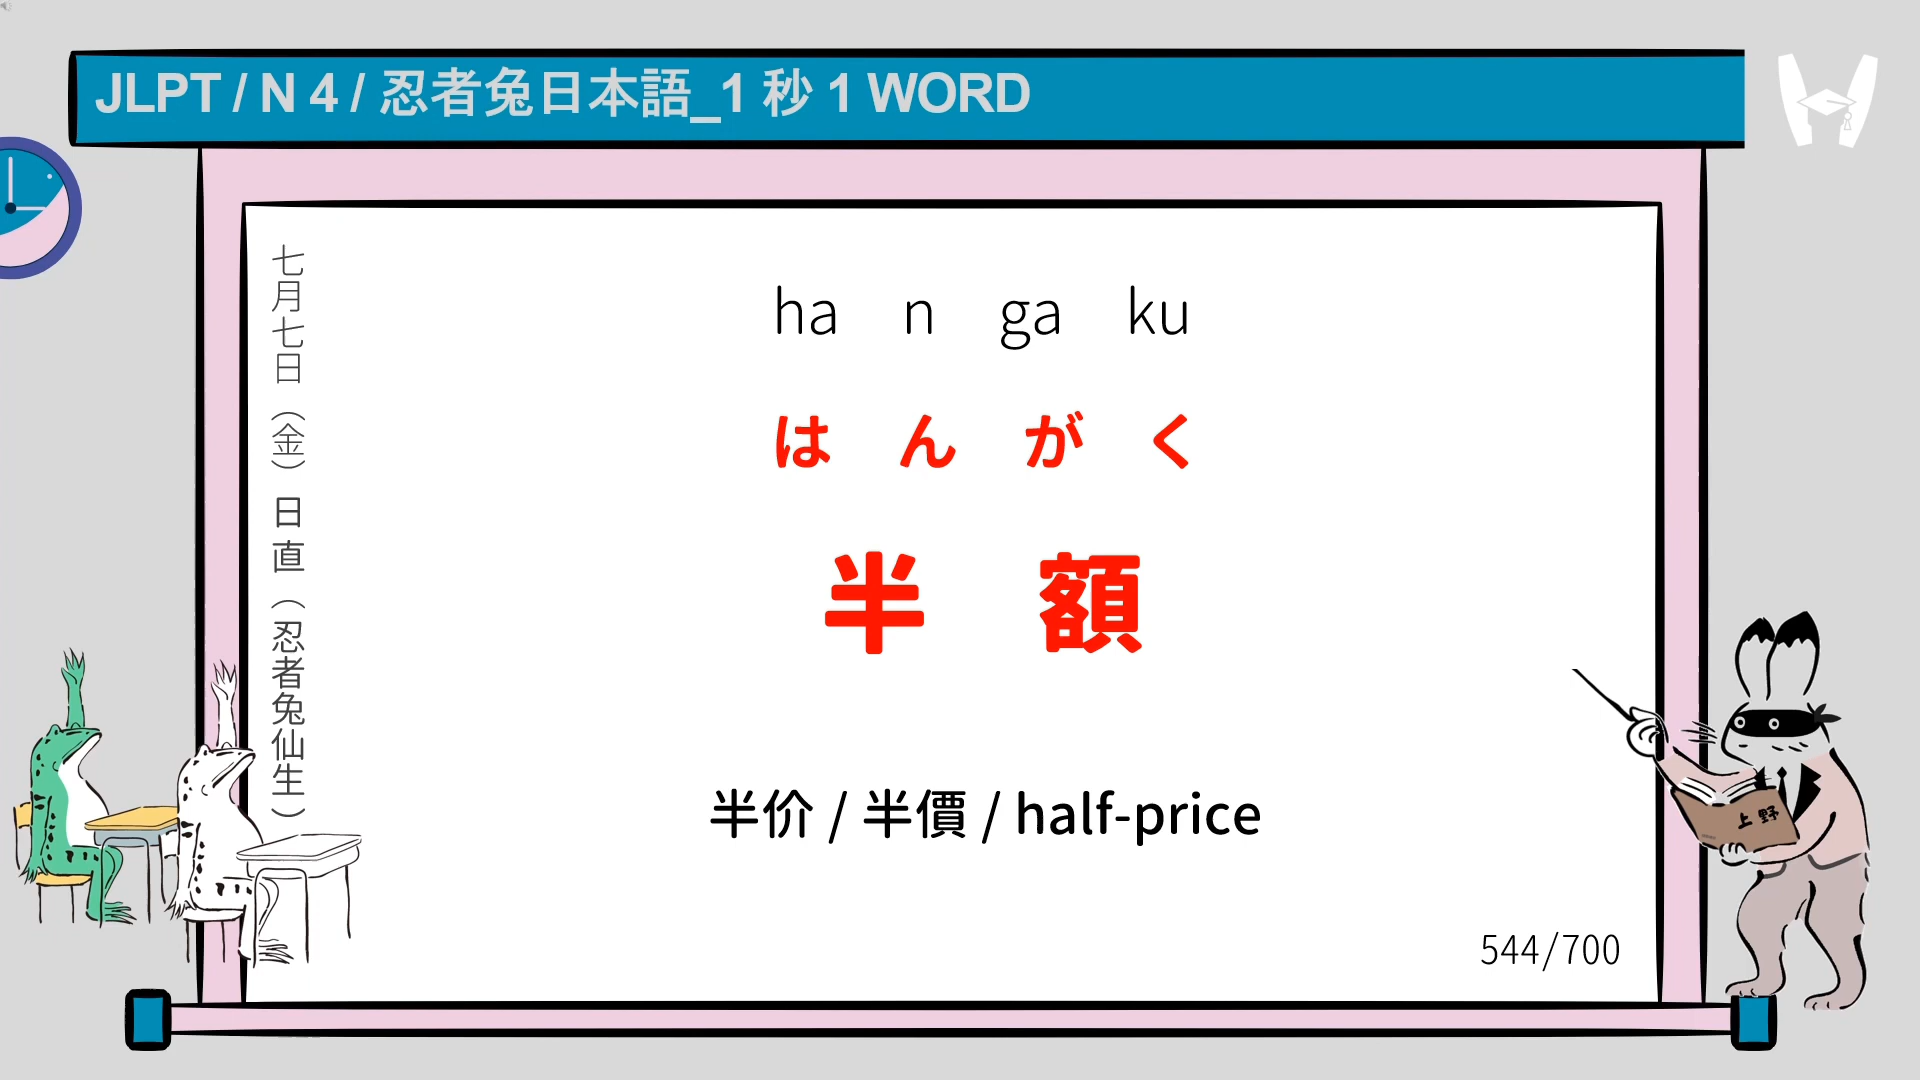 JLPT / N 4 / 忍者兔日本語_1 秒 1 WORD
七月七日（金）日直（忍者兔仙生）
ha n ga ku
は ん が く
半 額
半价 / 半價 / half-price
上野
544/700